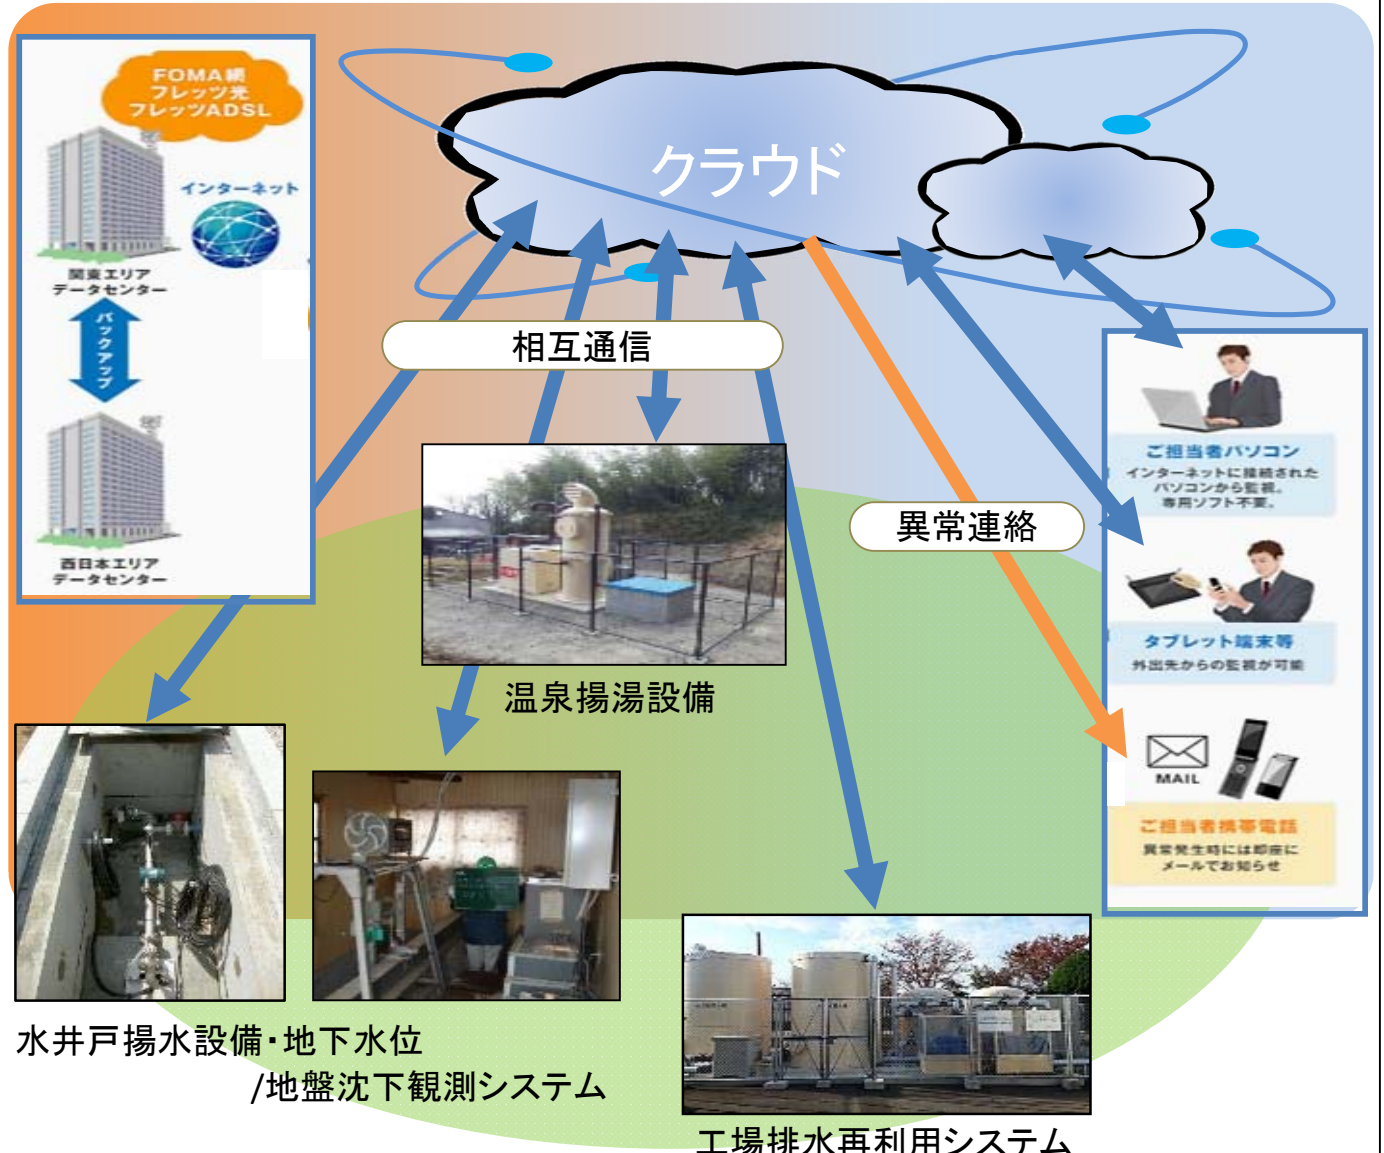 FOMA網
フレッツ光
フレッツADSL
インターネット
関東エリア
データセンター
バックアップ
西日本エリア
データセンター
クラウド
相互通信
異常連絡
ご担当者パソコン
インターネットに接続された
パソコンから監視。
専用ソフト不要。
タブレット端末等
外出先からの監視が可能
MAIL
ご担当者携帯電話
異常発生時には即座に
メールでお知らせ
温泉揚湯設備
水井戸揚水設備・地下水位
/地盤沈下観測システム
工場排水再利用システム